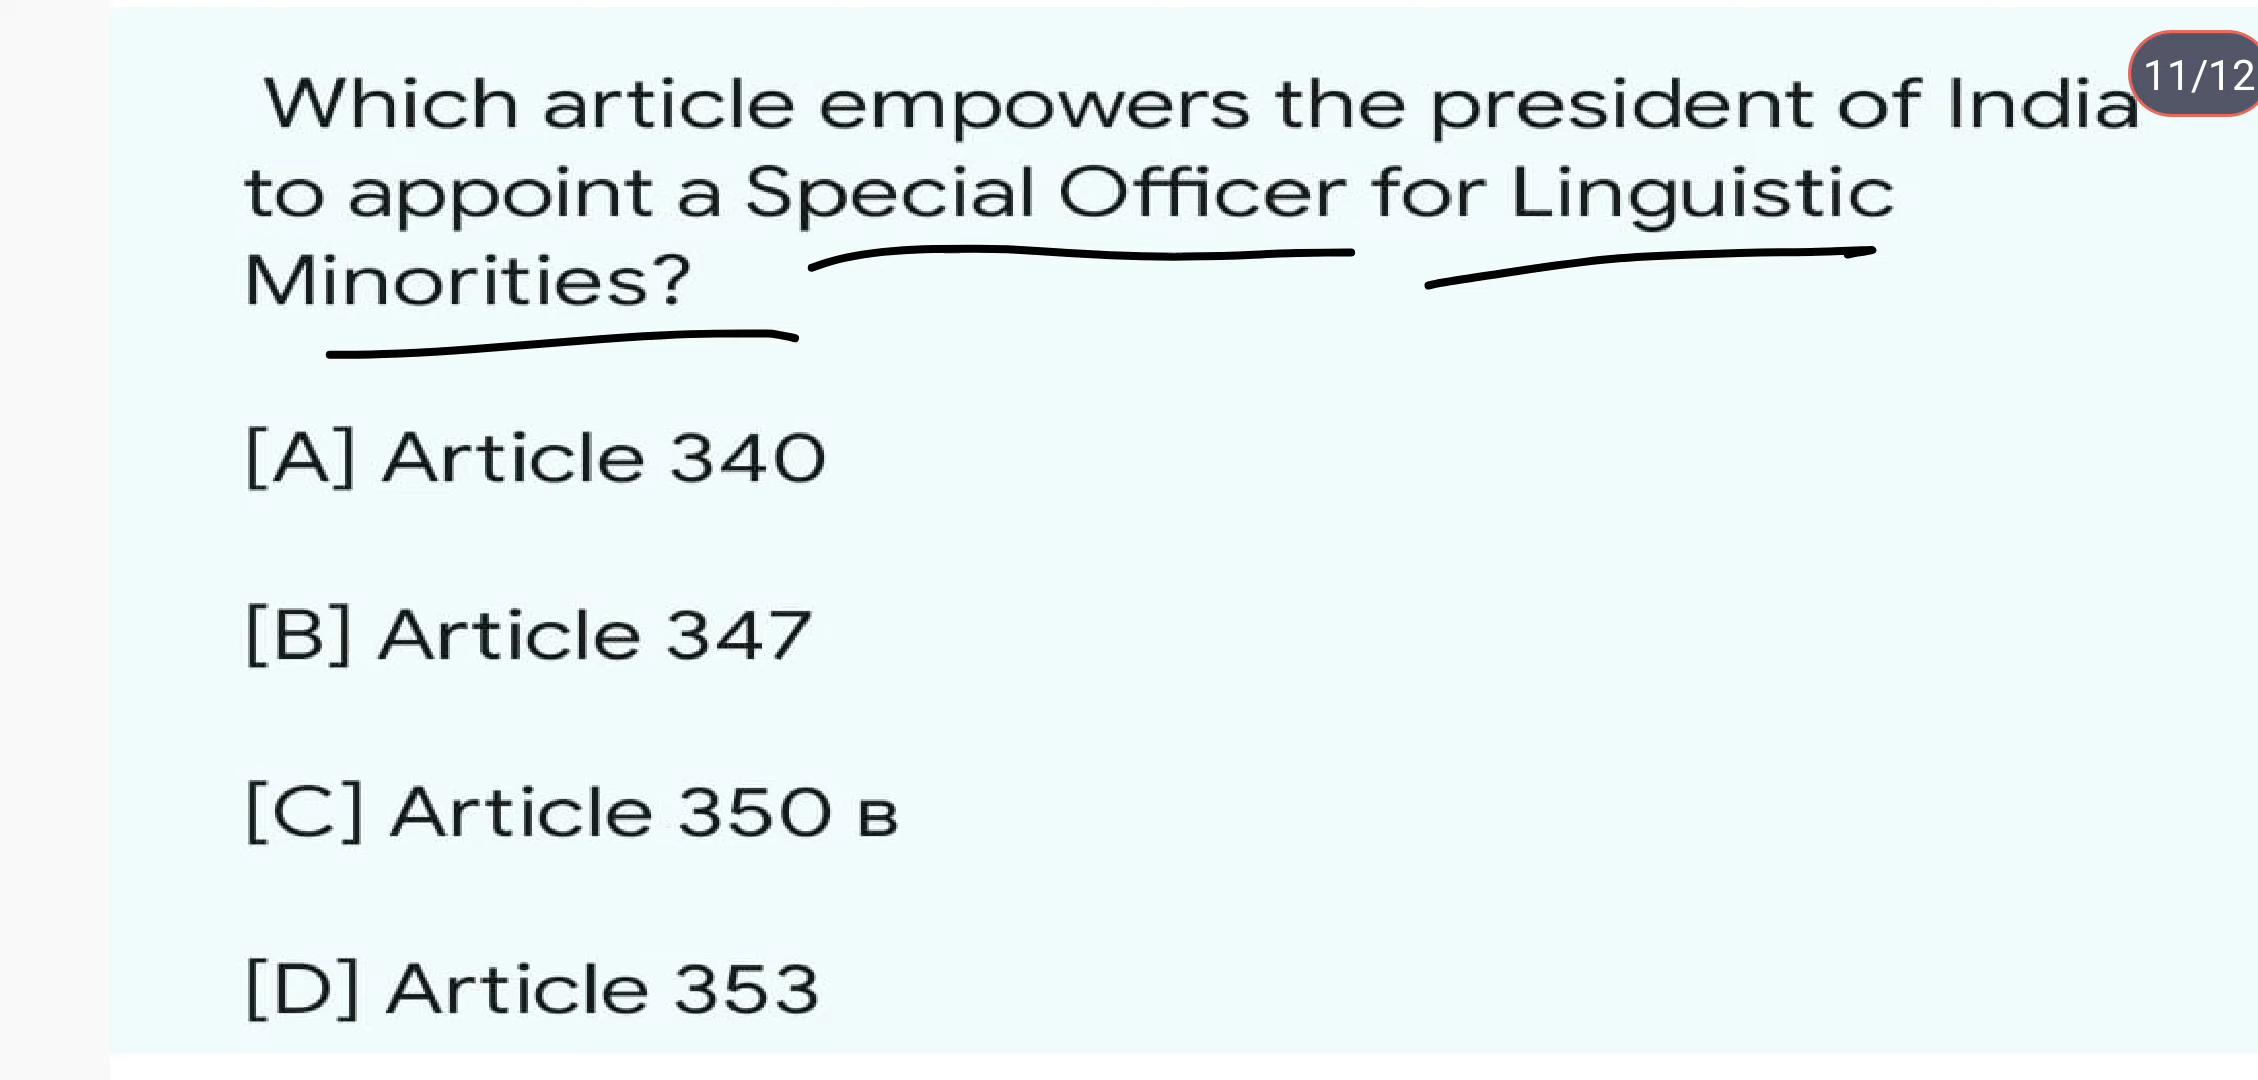 Which article empowers the president of India
11/12
to appoint a Special Officer for Linguistic
Minorities?
[A] Article 340
[B] Article 347
[C] Article 350 B
[D] Article 353